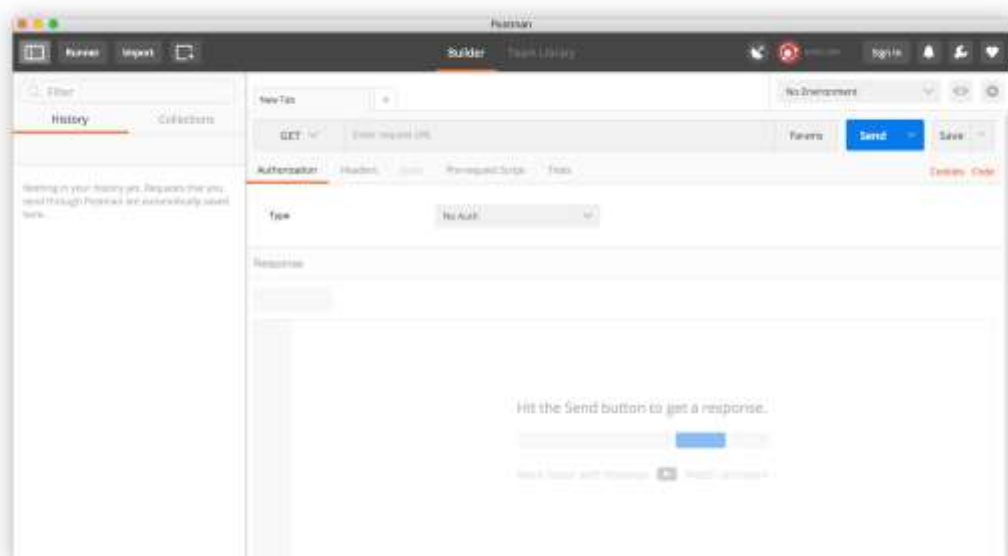 Postman
Runner
Import
Builder
Team Library
Sign In
Filter
History
Collections
Nothing in your history yet. Requests that you
send through Postman are automatically saved
here.
New Tab
No Environment
GET
Enter request URL
Params
Send
Save
Authorization
Headers
Body
Pre-request Script
Tests
Cookies
Code
Type
No Auth
Response
Hit the Send button to get a response.